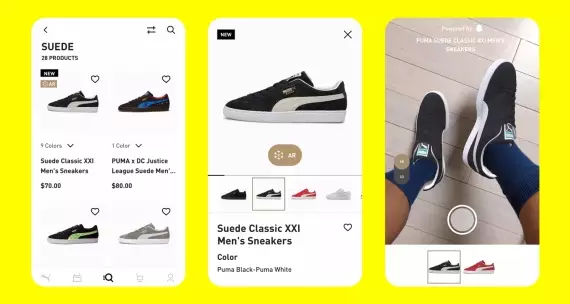 SUEDE
28 PRODUCTS
NEW
AR
9 Colors
1 Color
Suede Classic XXI
Men's Sneakers
$70.00
PUMA x DC Justice
League Suede Men'...
$80.00
NEW
AR
Suede Classic XXI
Men's Sneakers
Color
Puma Black-Puma White
Powered by
PUMA SUEDE CLASSIC XXI MEN'S
SNEAKERS